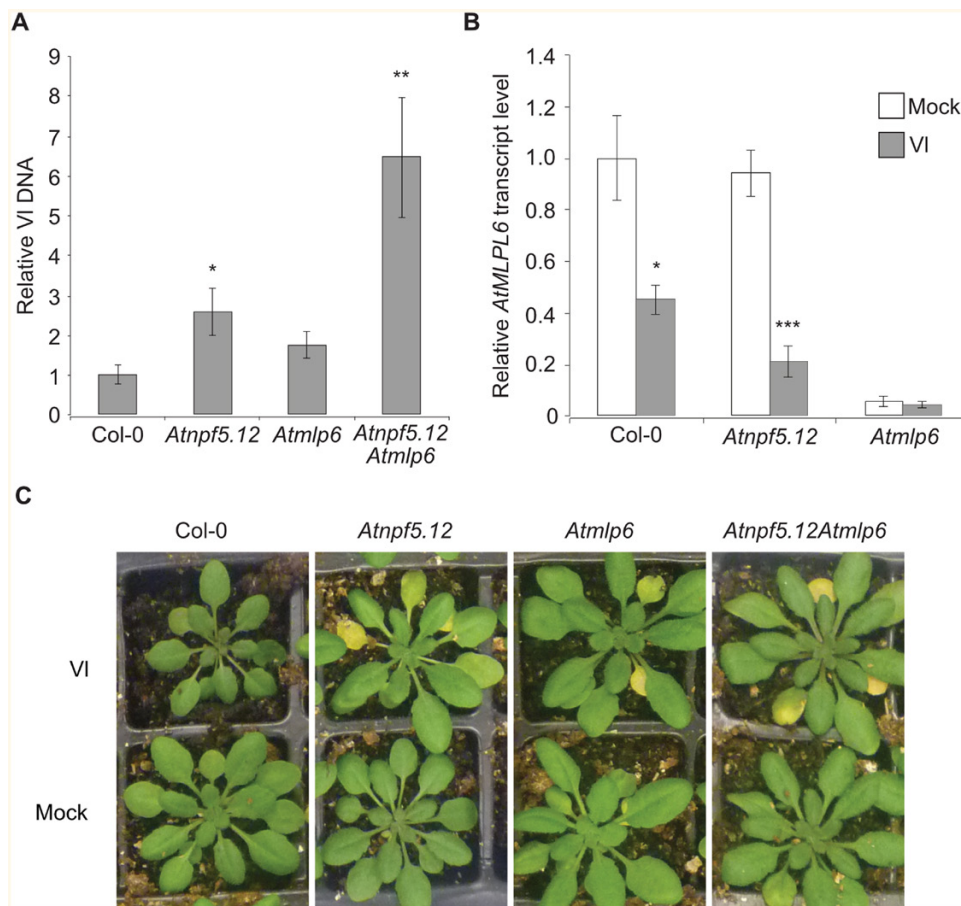 A
9
8
7
6
5
4
3
2
1
0
Relative VI DNA
*
**
Col-0
Atnpf5.12
Atmlp6
Atnpf5.12
Atmlp6
B
1.4
1.2
1.0
0.8
0.6
0.4
0.2
0
Relative AtMLPL6 transcript level
Mock
VI
*
***
Col-0
Atnpf5.12
Atmlp6
C
Col-0
Atnpf5.12
Atmlp6
Atnpf5.12Atmlp6
VI
Mock